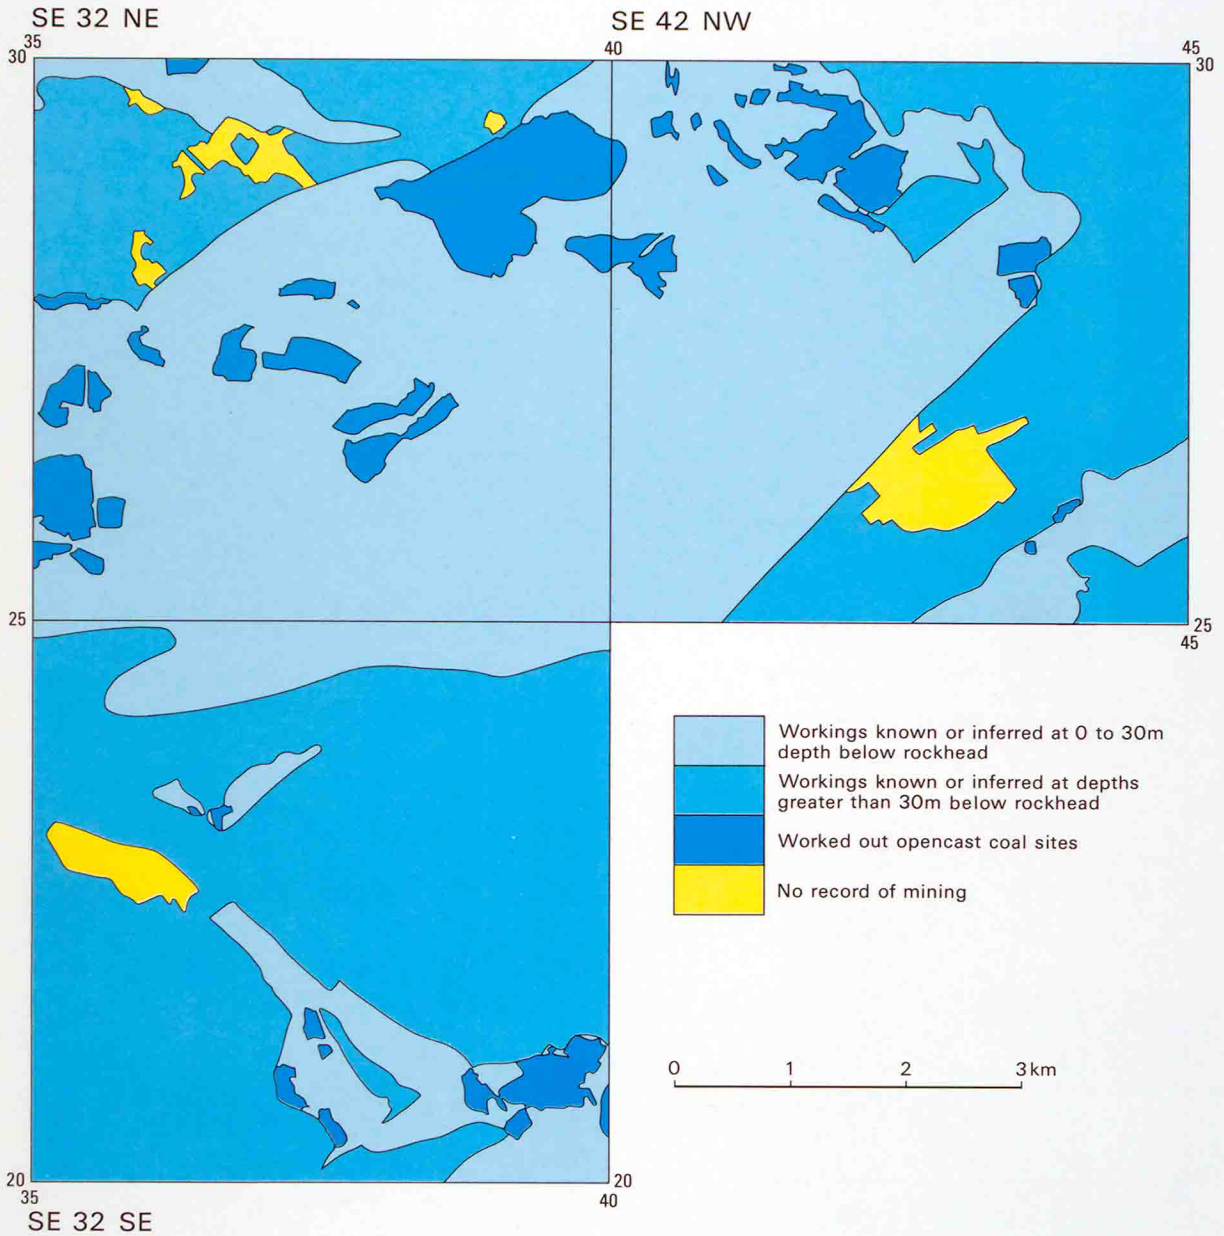 SE 32 NE
SE 42 NW
35
40
45
30
30
25
25
45
Workings known or inferred at 0 to 30m
depth below rockhead
Workings known or inferred at depths
greater than 30m below rockhead
Worked out opencast coal sites
No record of mining
0 1 2 3 km
20
20
35
40
SE 32 SE